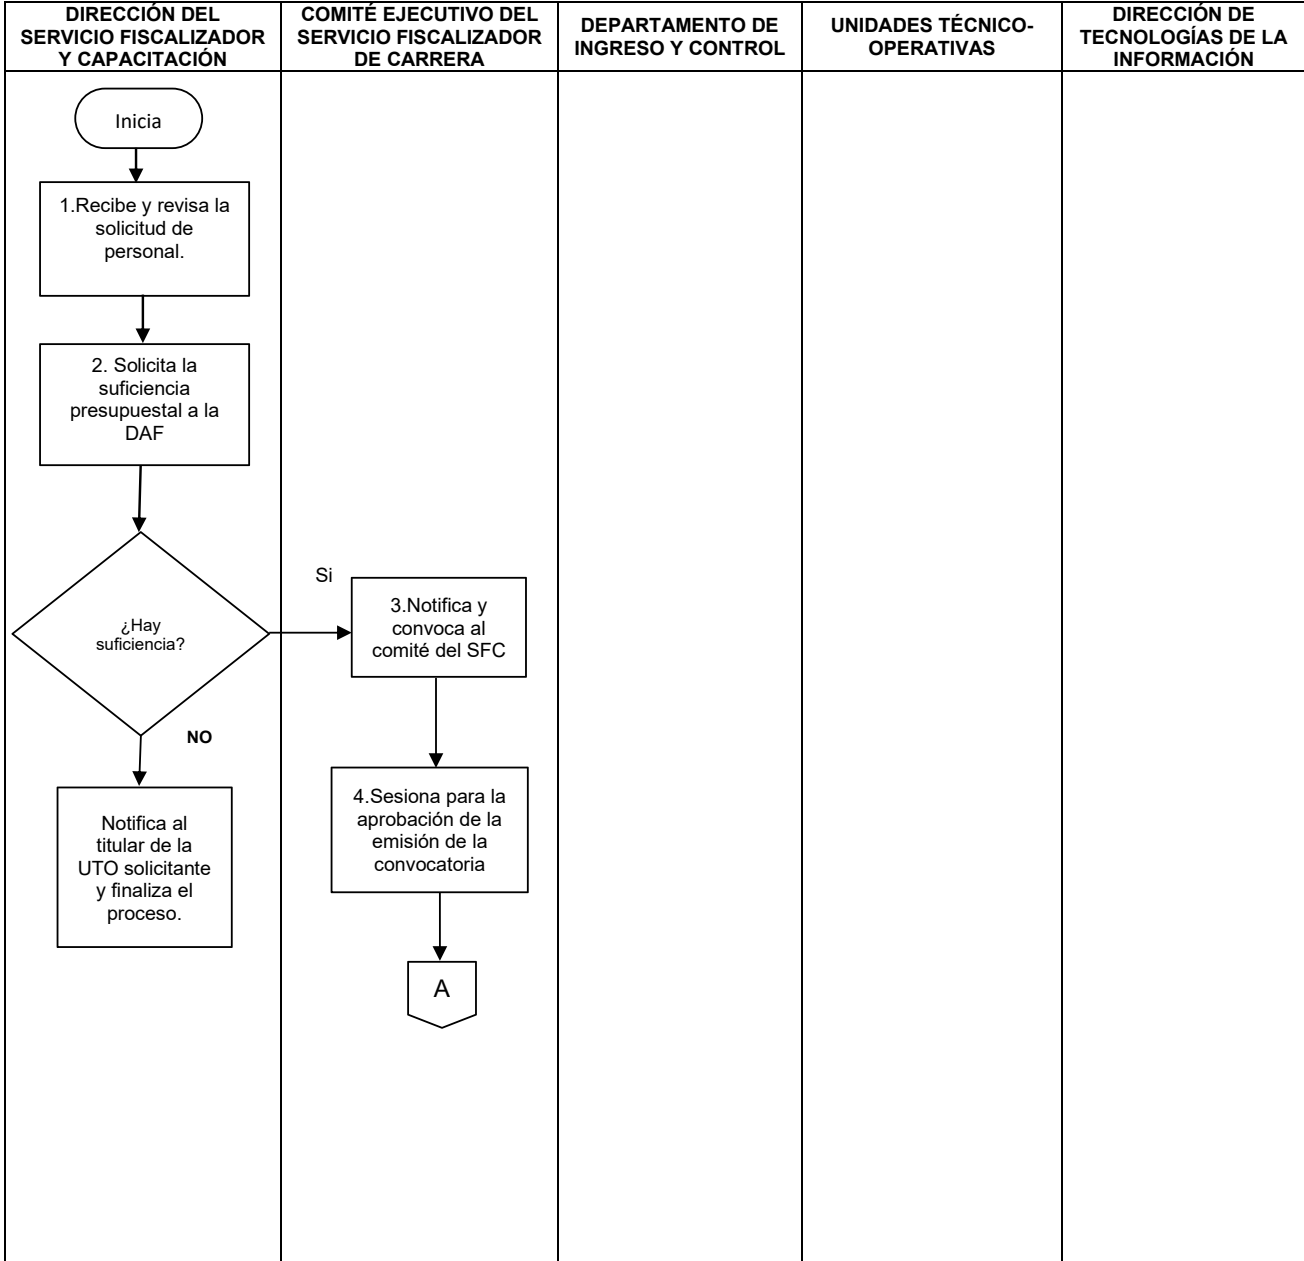 DIRECCIÓN DEL
SERVICIO FISCALIZADOR
Y CAPACITACIÓN
COMITÉ EJECUTIVO DEL
SERVICIO FISCALIZADOR
DE CARRERA
DEPARTAMENTO DE
INGRESO Y CONTROL
UNIDADES TÉCNICO-
OPERATIVAS
DIRECCIÓN DE
TECNOLOGÍAS DE LA
INFORMACIÓN
Inicia
1.Recibe y revisa la
solicitud de
personal.
2. Solicita la
suficiencia
presupuestal a la
DAF
¿Hay
suficiencia?
Si
NO
Notifica al
titular de la
UTO solicitante
y finaliza el
proceso.
3.Notifica y
convoca al
comité del SFC
4.Sesiona para la
aprobación de la
emisión de la
convocatoria
A